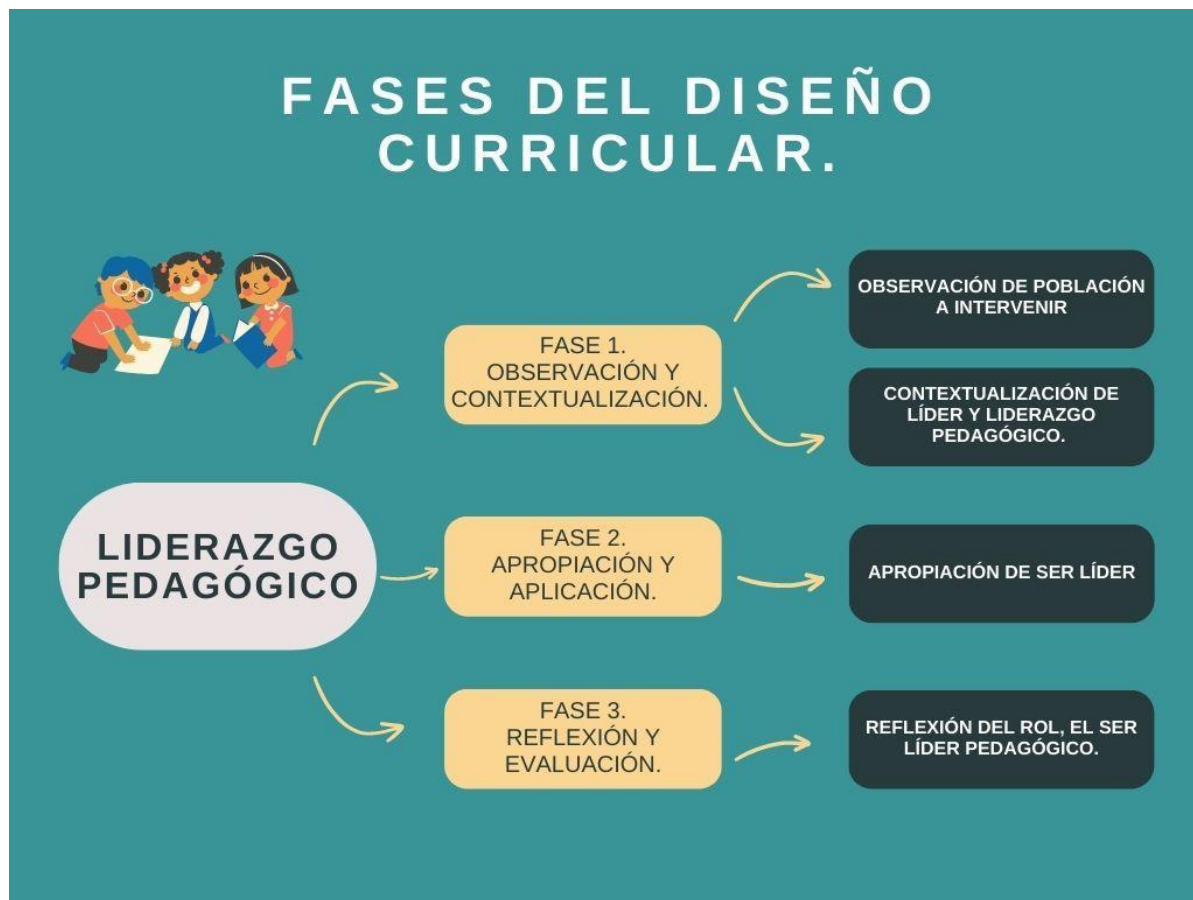 FASES DEL DISEÑO
CURRICULAR.
LIDERAZGO
PEDAGÓGICO
FASE 1.
OBSERVACIÓN Y
CONTEXTUALIZACIÓN.
OBSERVACIÓN DE POBLACIÓN
A INTERVENIR
CONTEXTUALIZACIÓN DE
LÍDER Y LIDERAZGO
PEDAGÓGICO.
FASE 2.
APROPIACIÓN Y
APLICACIÓN.
APROPIACIÓN DE SER LÍDER
FASE 3.
REFLEXIÓN Y
EVALUACIÓN.
REFLEXIÓN DEL ROL, EL SER
LÍDER PEDAGÓGICO.